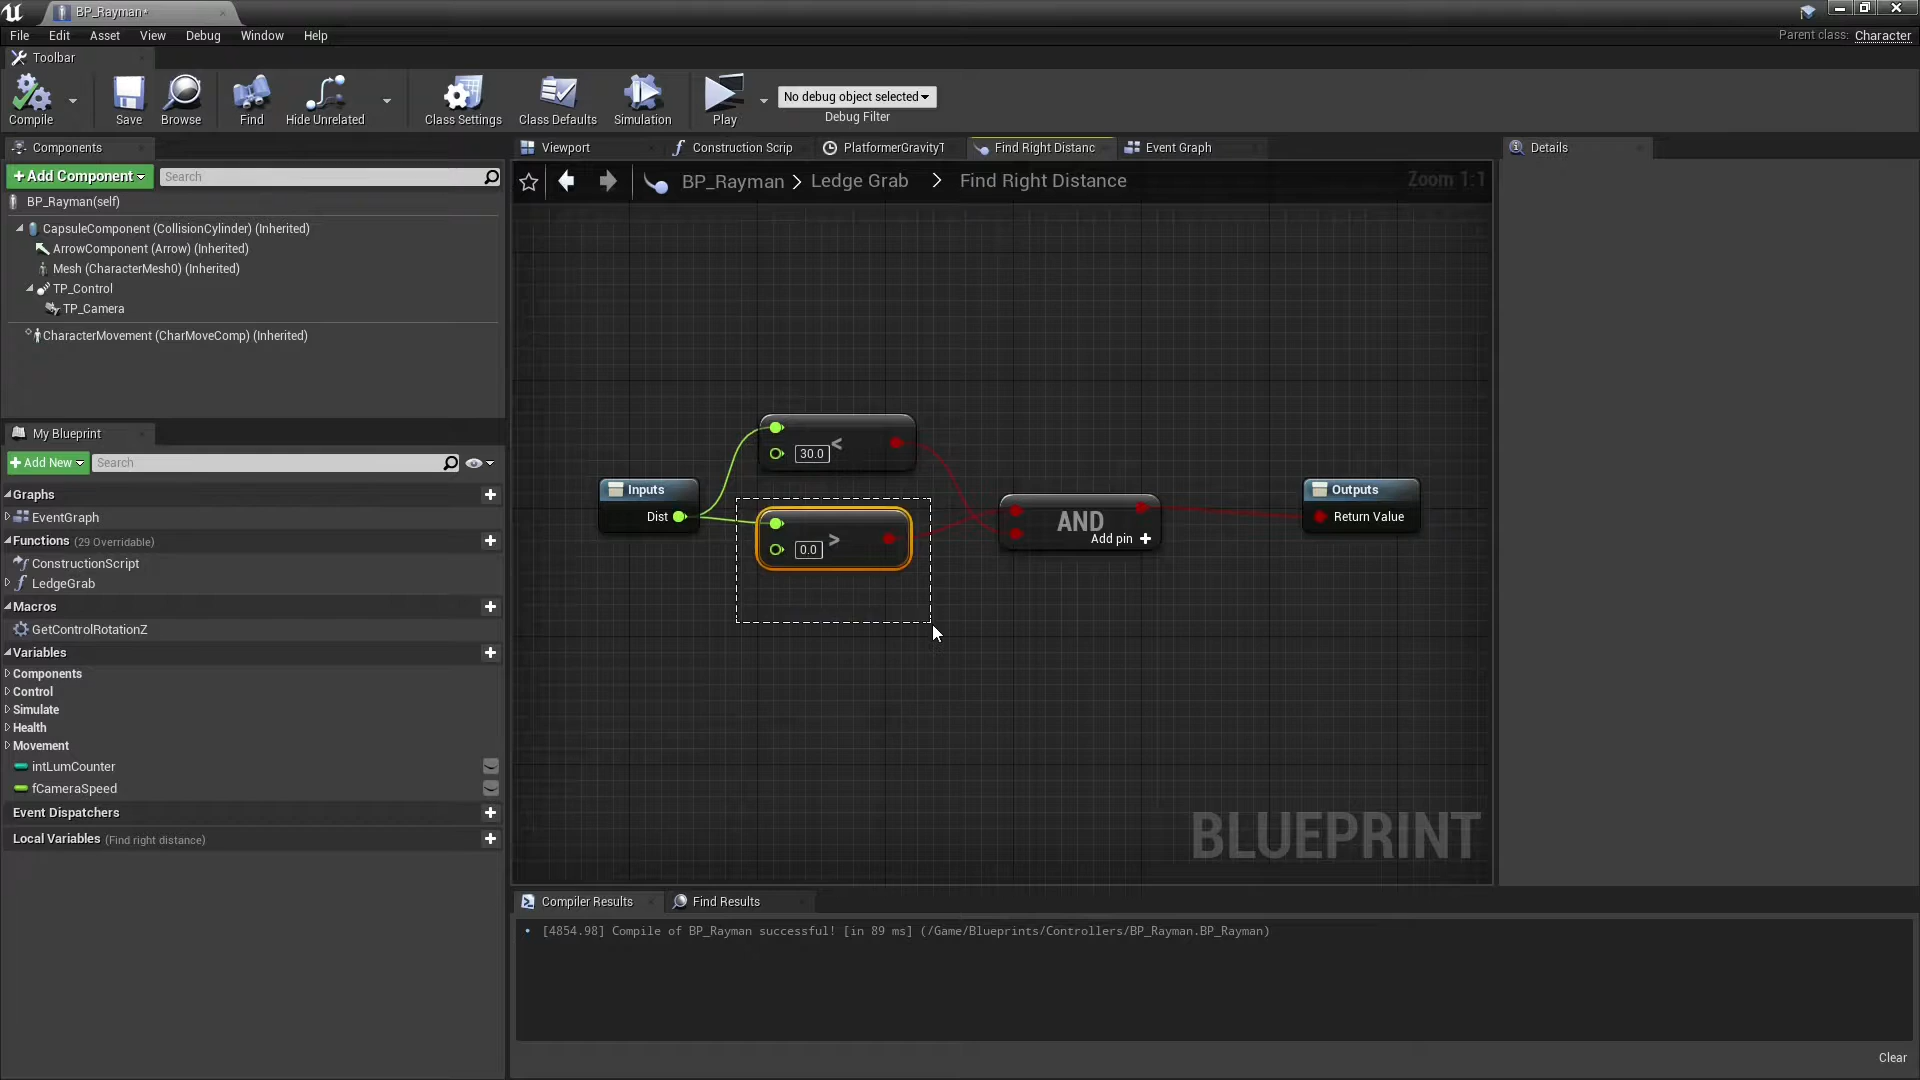 BP_Rayman*
File Edit Asset View Debug Window Help
Parent class: Character
Toolbar
Compile Save Browse Find Hide Unrelated Class Settings Class Defaults Simulation Play
No debug object selected
Debug Filter
Components
+ Add Component Search
BP_Rayman(self)
CapsuleComponent (CollisionCylinder) (Inherited)
ArrowComponent (Arrow) (Inherited)
Mesh (CharacterMesh0) (Inherited)
TP_Control
TP_Camera
CharacterMovement (CharMoveComp) (Inherited)
My Blueprint
+ Add New Search
Graphs
EventGraph
Functions (29 Overridable)
ConstructionScript
LedgeGrab
Macros
GetControlRotationZ
Variables
Components
Control
Simulate
Health
Movement
intLumCounter
fCameraSpeed
Event Dispatchers
Local Variables (Find right distance)
Viewport Construction Scrip PlatformerGravityT Find Right Distanc Event Graph
BP_Rayman > Ledge Grab > Find Right Distance
Zoom 1:1
<
30.0
Inputs
Dist
>
0.0
AND
Add pin +
Outputs
Return Value
BLUEPRINT
Details
Compiler Results Find Results
[4854.98] Compile of BP_Rayman successful! [in 89 ms] (/Game/Blueprints/Controllers/BP_Rayman.BP_Rayman)
Clear